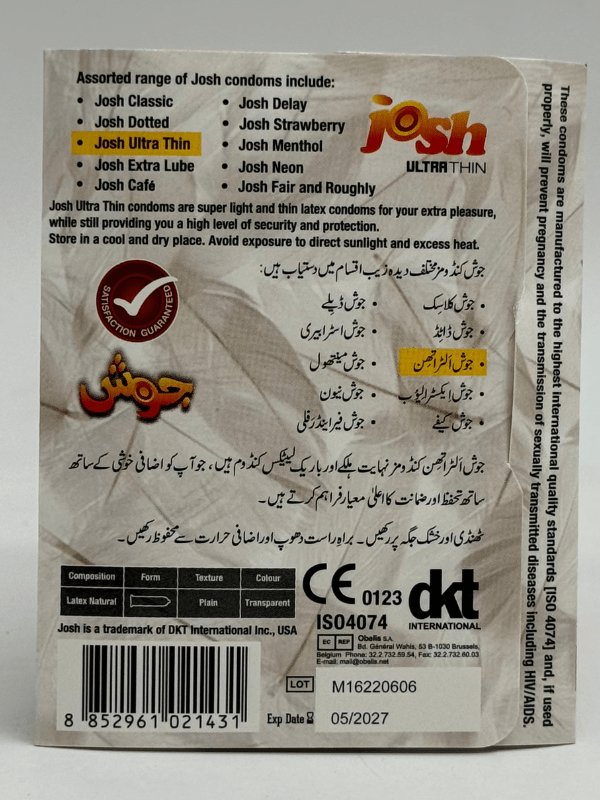 Assorted range of Josh condoms include:
• Josh Classic
• Josh Dotted
• Josh Ultra Thin
• Josh Extra Lube
• Josh Café
• Josh Delay
• Josh Strawberry
• Josh Menthol
• Josh Neon
• Josh Fair and Roughly
josh
ULTRATHIN
Josh Ultra Thin condoms are super light and thin latex condoms for your extra pleasure,
while still providing you a high level of security and protection.
Store in a cool and dry place. Avoid exposure to direct sunlight and excess heat.
SATISFACTION GUARANTEED
جوش
جوش کنڈومز مختلف دیدہ زیب اقسام میں دستیاب ہیں:
• جوش کلاسک
• جوش ڈاٹڈ
• جوش الٹرا تھن
• جوش ایکسٹرا لیُوب
• جوش کیفے
• جوش ڈیلے
• جوش اسٹرابیری
• جوش مینتھول
• جوش نیون
• جوش فیر اینڈ رَفلی
جوش الٹرا تھن کنڈومز نہایت ہلکے اور باریک لیٹیکس کنڈوم ہیں، جو آپ کو اضافی خوشی کے ساتھ
ساتھ تحفظ اور ضمانت کا اعلیٰ معیار فراہم کرتے ہیں۔
ٹھنڈی اور خشک جگہ پر رکھیں۔ براہِ راست دھوپ اور اضافی حرارت سے محفوظ رکھیں۔
Composition Form Texture Colour
Latex Natural Plain Transparent
Josh is a trademark of DKT International Inc., USA
CE 0123
ISO4074
dkt
INTERNATIONAL
EC REP Obelis S.A.
Bd. Général Wahis, 53 B-1030 Brussels,
Belgium Phone: 32.2.732.59.54, Fax: 32.2.732.60.03
E-mail: mail@obelis.net
8 852961 021431
LOT M16220606
Exp Date 05/2027
These condoms are manufactured to the highest international quality standards [ISO 4074] and, if used
properly, will prevent pregnancy and the transmission of sexually transmitted diseases including HIV/AIDS.